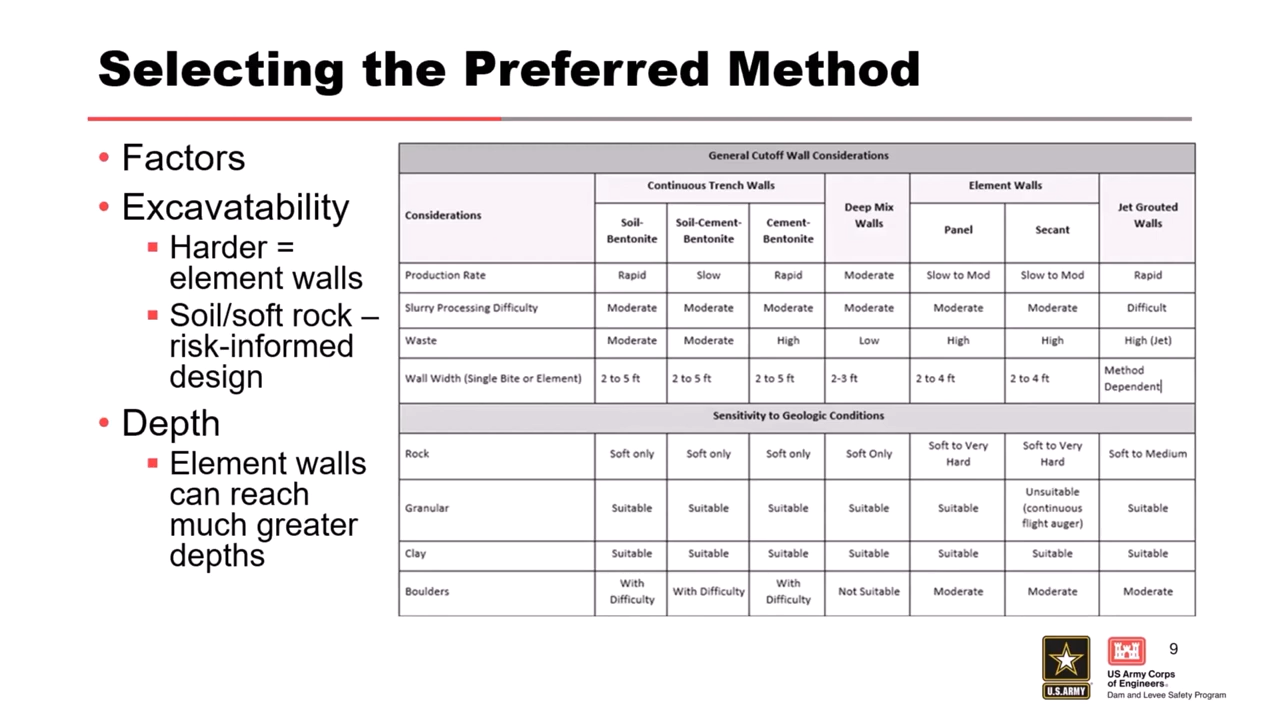 Selecting the Preferred Method
• Factors
• Excavatability
▪ Harder =
element walls
▪ Soil/soft rock –
risk-informed
design
• Depth
▪ Element walls
can reach
much greater
depths
General Cutoff Wall Considerations
Considerations
Continuous Trench Walls
Deep Mix
Walls
Element Walls
Jet Grouted
Walls
Soil-
Bentonite
Soil-Cement-
Bentonite
Cement-
Bentonite
Panel
Secant
Production Rate Rapid Slow Rapid Moderate Slow to Mod Slow to Mod Rapid
Slurry Processing Difficulty Moderate Moderate Moderate Moderate Moderate Moderate Difficult
Waste Moderate Moderate High Low High High High (Jet)
Wall Width (Single Bite or Element) 2 to 5 ft 2 to 5 ft 2 to 5 ft 2-3 ft 2 to 4 ft 2 to 4 ft Method
Dependent
Sensitivity to Geologic Conditions
Rock Soft only Soft only Soft only Soft Only Soft to Very
Hard Soft to Very
Hard Soft to Medium
Granular Suitable Suitable Suitable Suitable Suitable Unsuitable
(continuous
flight auger) Suitable
Clay Suitable Suitable Suitable Suitable Suitable Suitable Suitable
Boulders With
Difficulty With Difficulty With
Difficulty Not Suitable Moderate Moderate Moderate
U.S.ARMY
US Army Corps
of Engineers®
Dam and Levee Safety Program
9